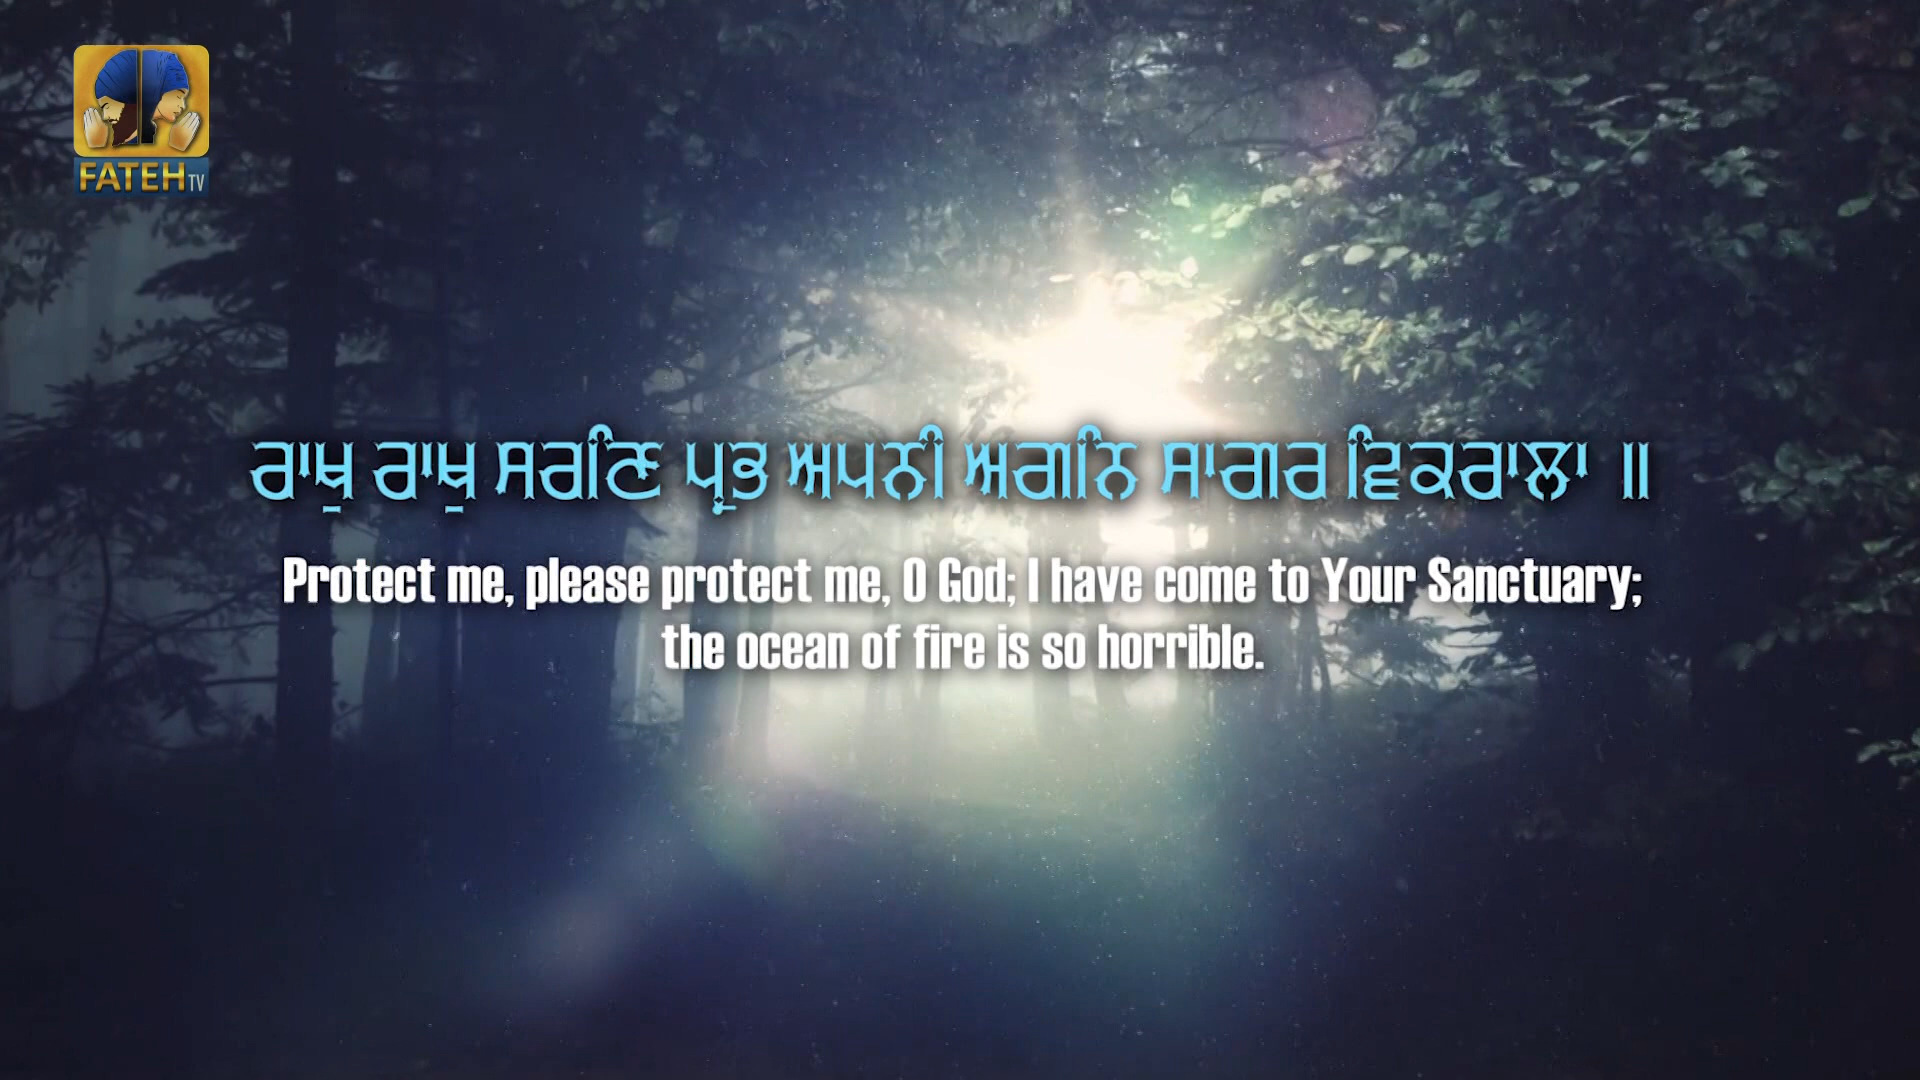 FATEH TV
ਰਾਖੁ ਰਾਖੁ ਸਰਣਿ ਪ੍ਰਭ ਅਪਨੀ ਅਗਨਿ ਸਾਗਰ ਵਿਕਰਾਲਾ ॥
Protect me, please protect me, O God; I have come to Your Sanctuary;
the ocean of fire is so horrible.